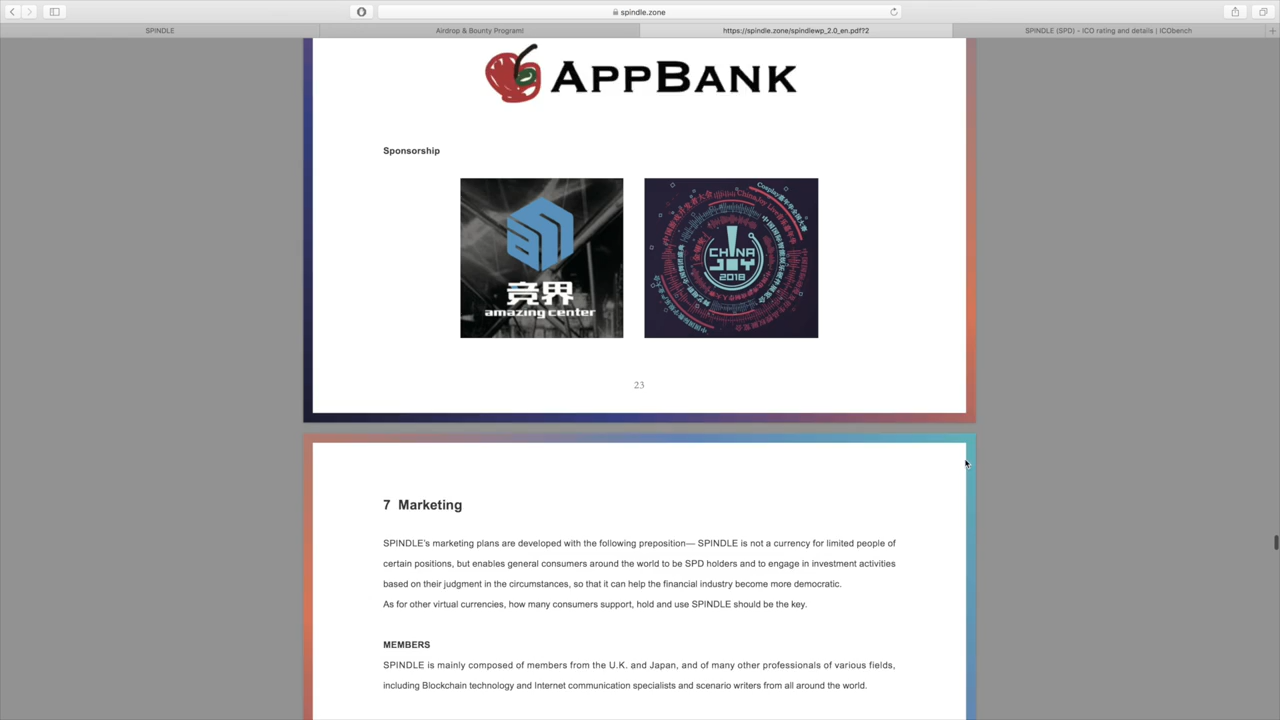 spindle.zone
SPINDLE
Airdrop & Bounty Program!
https://spindle.zone/spindlewp_2.0_en.pdf?2
SPINDLE (SPD) - ICO rating and details | ICObench
APPBANK
Sponsorship
竞界
amazing center
CHINA
JOY
2018
23
7 Marketing
SPINDLE's marketing plans are developed with the following preposition— SPINDLE is not a currency for limited people of
certain positions, but enables general consumers around the world to be SPD holders and to engage in investment activities
based on their judgment in the circumstances, so that it can help the financial industry become more democratic.
As for other virtual currencies, how many consumers support, hold and use SPINDLE should be the key.
MEMBERS
SPINDLE is mainly composed of members from the U.K. and Japan, and of many other professionals of various fields,
including Blockchain technology and Internet communication specialists and scenario writers from all around the world.